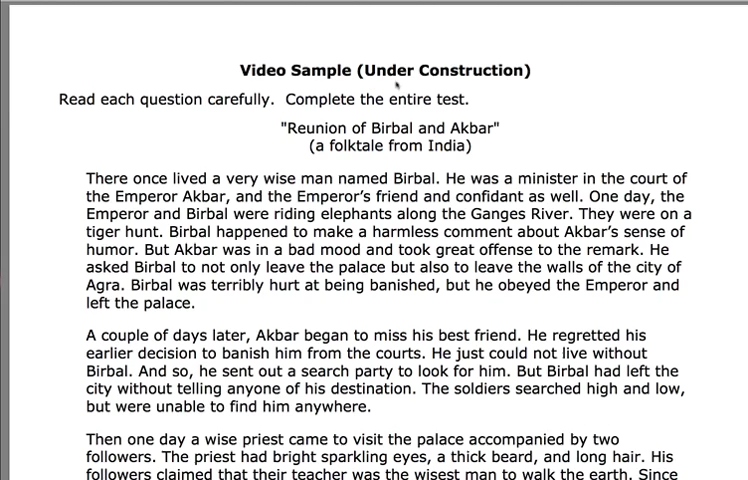 Video Sample (Under Construction)
Read each question carefully.  Complete the entire test.
"Reunion of Birbal and Akbar"
(a folktale from India)
There once lived a very wise man named Birbal. He was a minister in the court of
the Emperor Akbar, and the Emperor’s friend and confidant as well. One day, the
Emperor and Birbal were riding elephants along the Ganges River. They were on a
tiger hunt. Birbal happened to make a harmless comment about Akbar’s sense of
humor. But Akbar was in a bad mood and took great offense to the remark. He
asked Birbal to not only leave the palace but also to leave the walls of the city of
Agra. Birbal was terribly hurt at being banished, but he obeyed the Emperor and
left the palace.
A couple of days later, Akbar began to miss his best friend. He regretted his
earlier decision to banish him from the courts. He just could not live without
Birbal. And so, he sent out a search party to look for him. But Birbal had left the
city without telling anyone of his destination. The soldiers searched high and low,
but were unable to find him anywhere.
Then one day a wise priest came to visit the palace accompanied by two
followers. The priest had bright sparkling eyes, a thick beard, and long hair. His
followers claimed that their teacher was the wisest man to walk the earth. Since